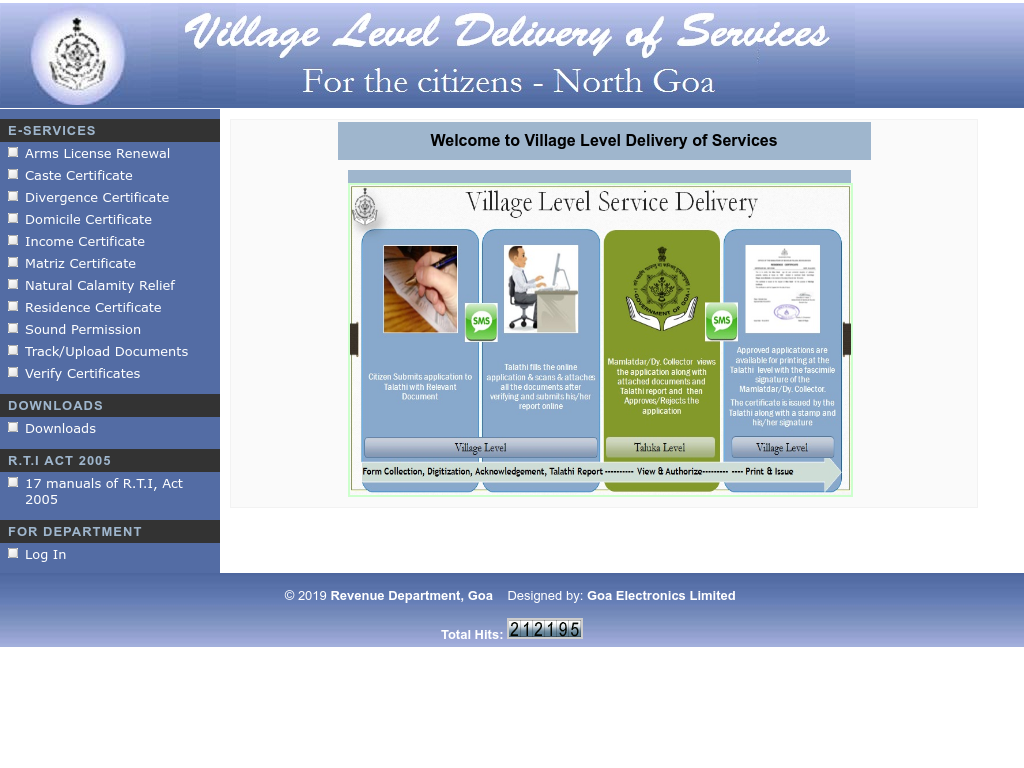 Village Level Delivery of Services
For the citizens - North Goa
E-SERVICES
Arms License Renewal
Caste Certificate
Divergence Certificate
Domicile Certificate
Income Certificate
Matriz Certificate
Natural Calamity Relief
Residence Certificate
Sound Permission
Track/Upload Documents
Verify Certificates
DOWNLOADS
Downloads
R.T.I ACT 2005
17 manuals of R.T.I, Act
2005
FOR DEPARTMENT
Log In
Welcome to Village Level Delivery of Services
Village Level Service Delivery
SMS
SMS
GOVERNMENT OF GOA
Citizen Submits application to
Talathi with Relevant
Document
Talathi fills the online
application & scans & attaches
all the documents after
verifying and submits his/her
report online
Mamlatdar/Dy. Collector views
the application along with
attached documents and
Talathi report and then
Approves/Rejects the
application
Approved applications are
available for printing at the
Talathi level with the fascimile
signature of the
Mamlatdar/Dy. Collector.
The certificate is issued by the
Talathi along with a stamp and
his/her signature
Village Level
Taluka Level
Village Level
Form Collection, Digitization, Acknowledgement, Talathi Report ---------- View & Authorize--------- ---- Print & Issue
© 2019 Revenue Department, Goa Designed by: Goa Electronics Limited
Total Hits: 212195